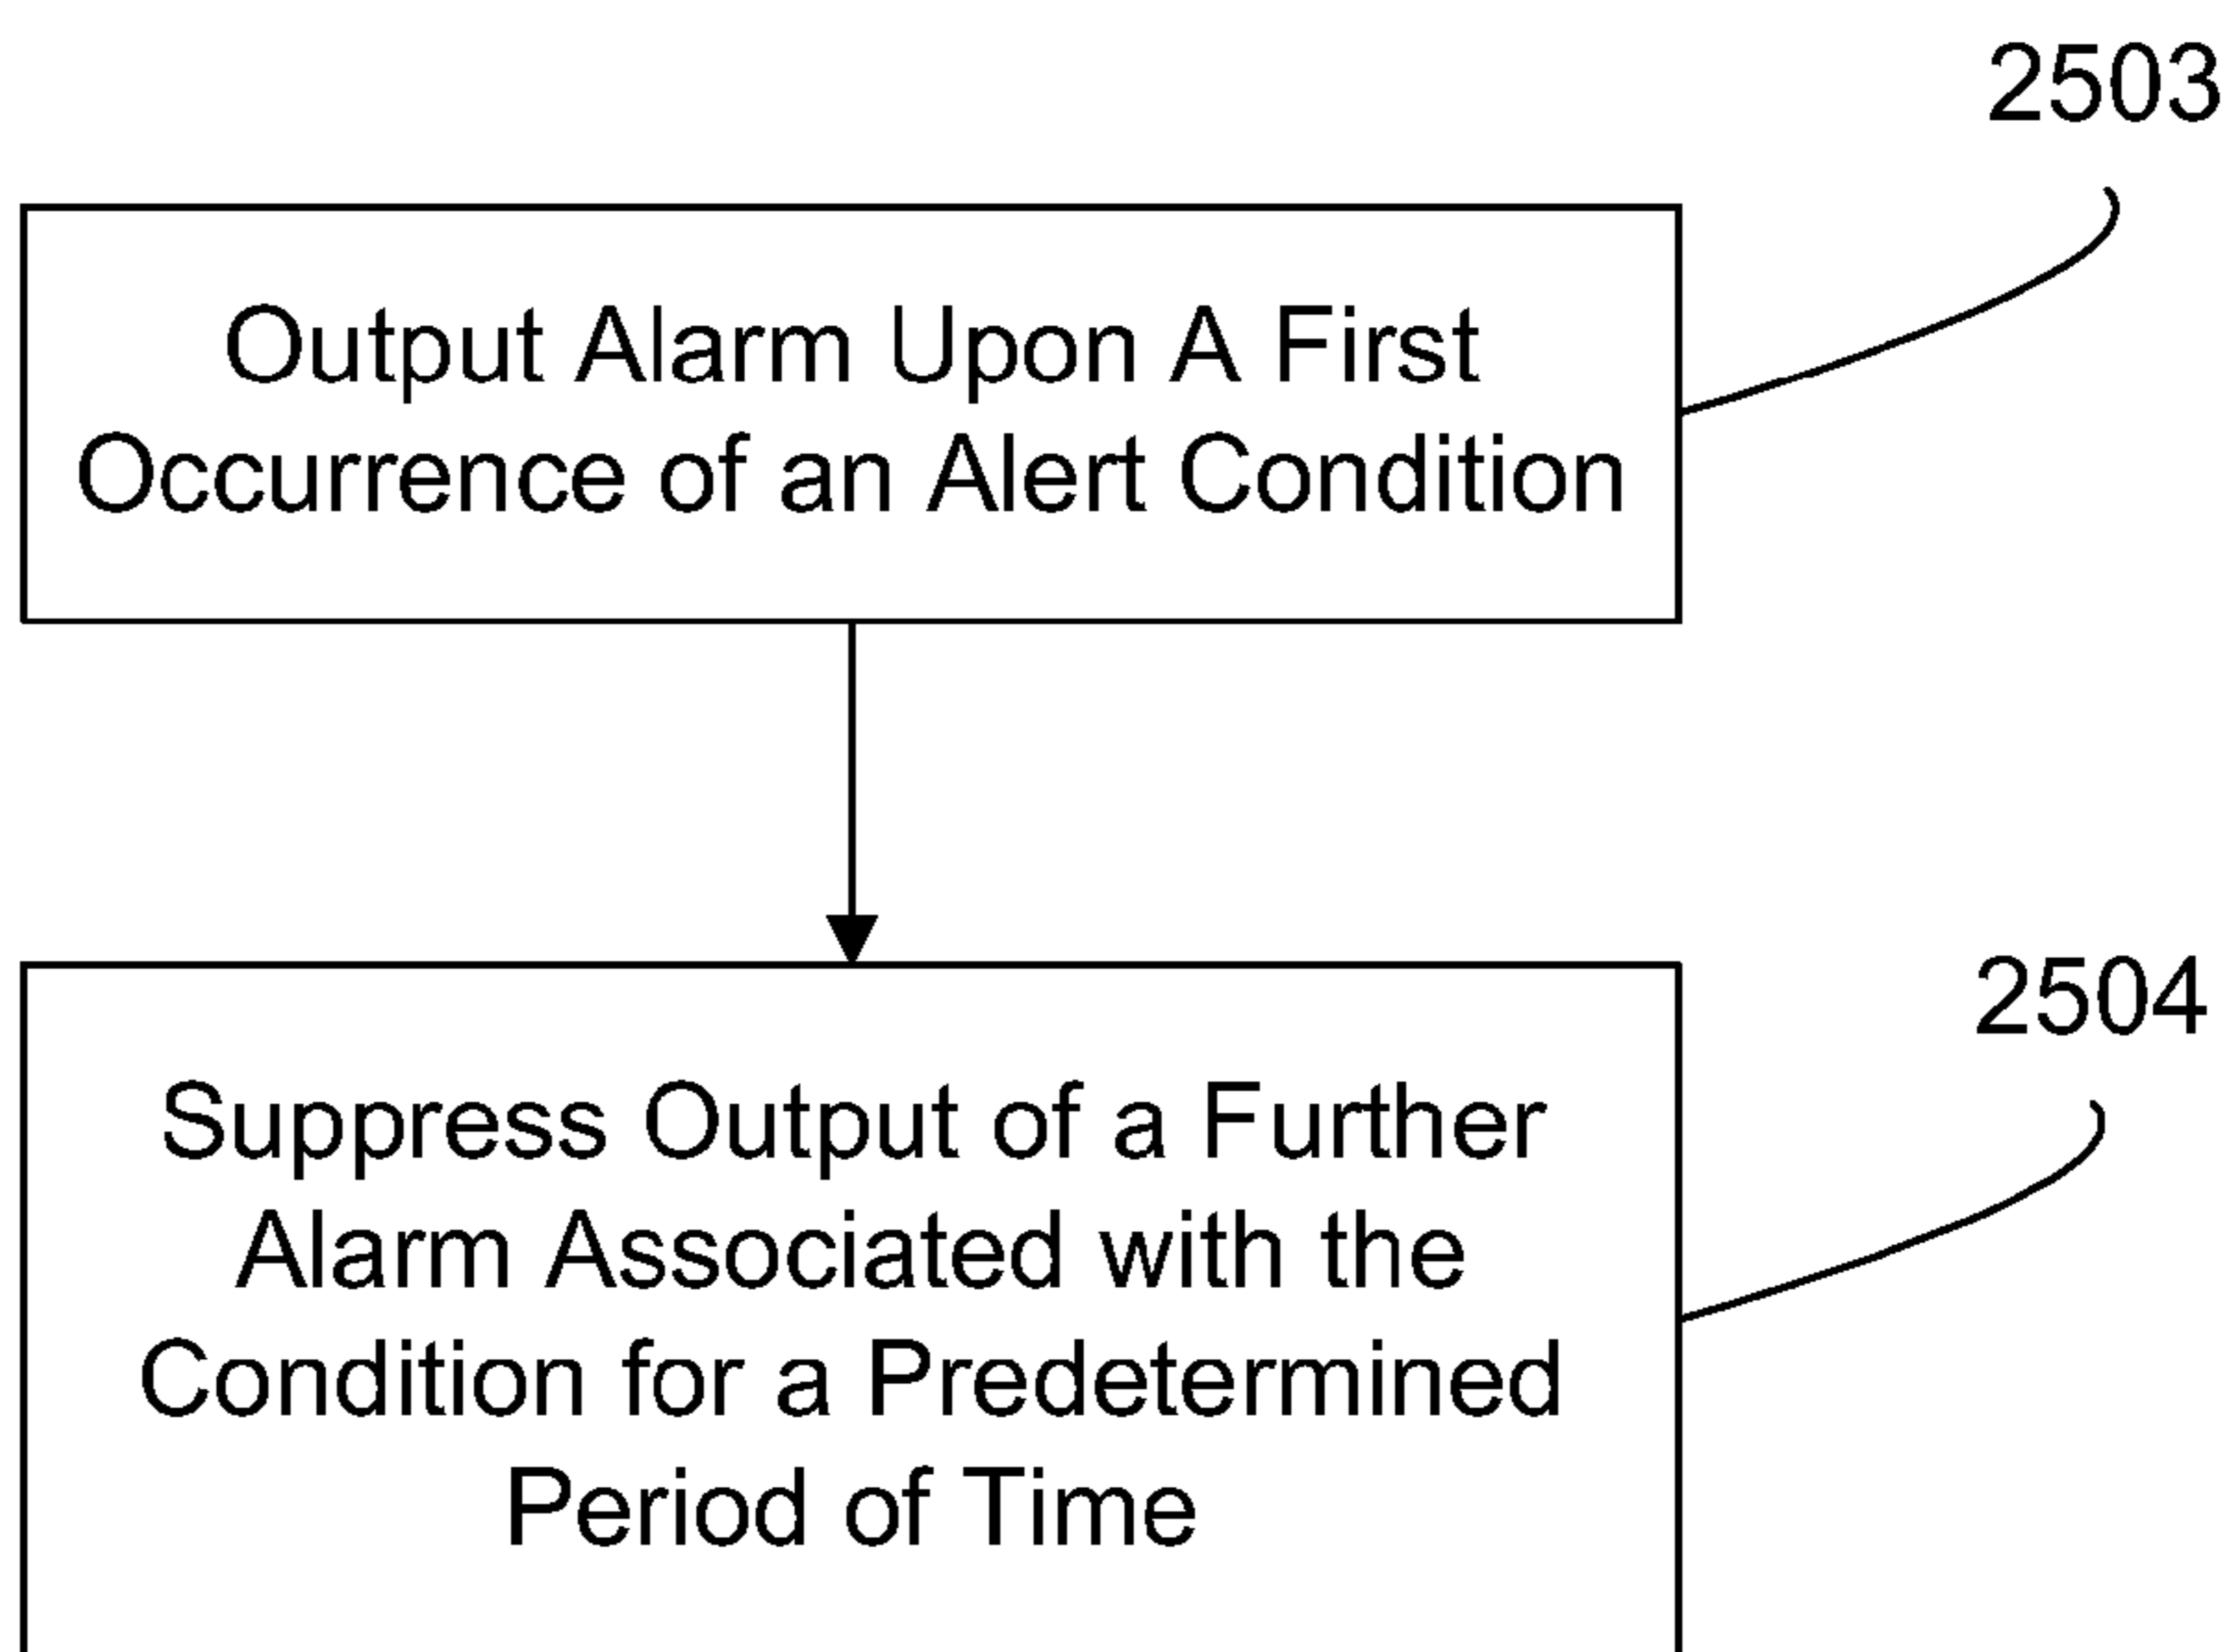 2503
Output Alarm Upon A First
Occurrence of an Alert Condition
2504
Suppress Output of a Further
Alarm Associated with the
Condition for a Predetermined
Period of Time